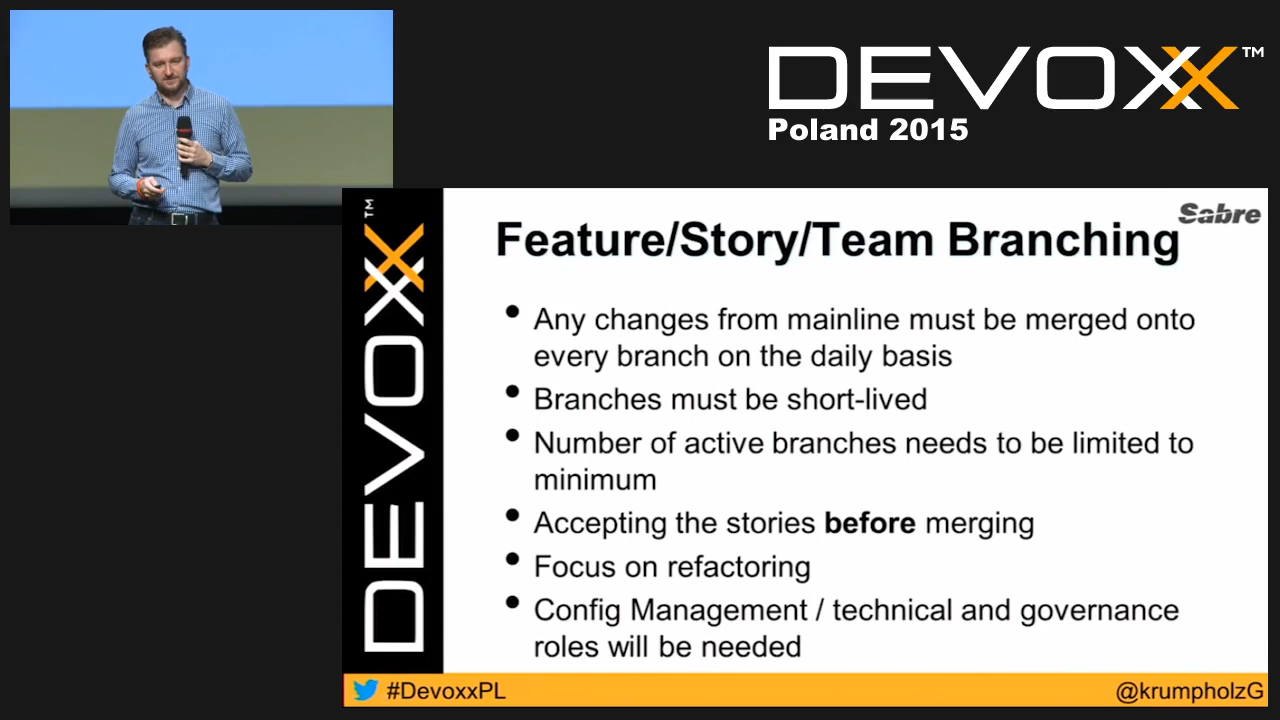 DEVOXX™
Poland 2015
DEVOXX™
Sabre
Feature/Story/Team Branching
• Any changes from mainline must be merged onto
every branch on the daily basis
• Branches must be short-lived
• Number of active branches needs to be limited to
minimum
• Accepting the stories before merging
• Focus on refactoring
• Config Management / technical and governance
roles will be needed
#DevoxxPL
@krumpholzG